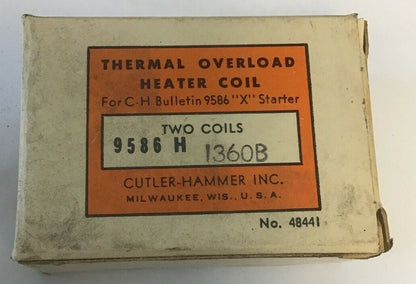 THERMAL OVERLOAD
HEATER COIL
For C-H Bulletin 9586 "X" Starter
TWO COILS
9586 H 1360B
CUTLER-HAMMER INC.
MILWAUKEE, WIS., U.S.A.
No. 48441